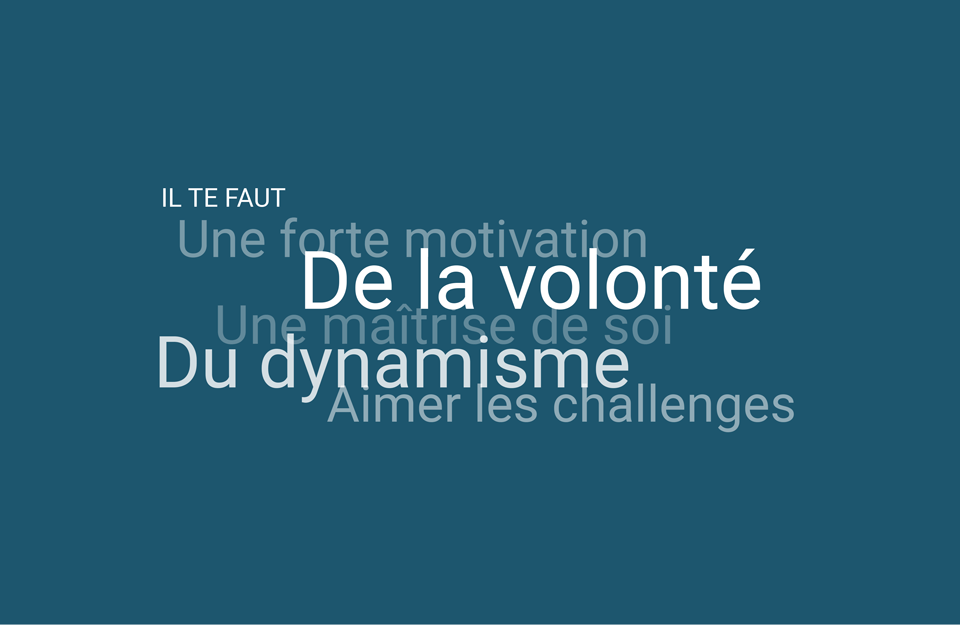 IL TE FAUT
Une forte motivation
De la volonté
Une maîtrise de soi
Du dynamisme
Aimer les challenges